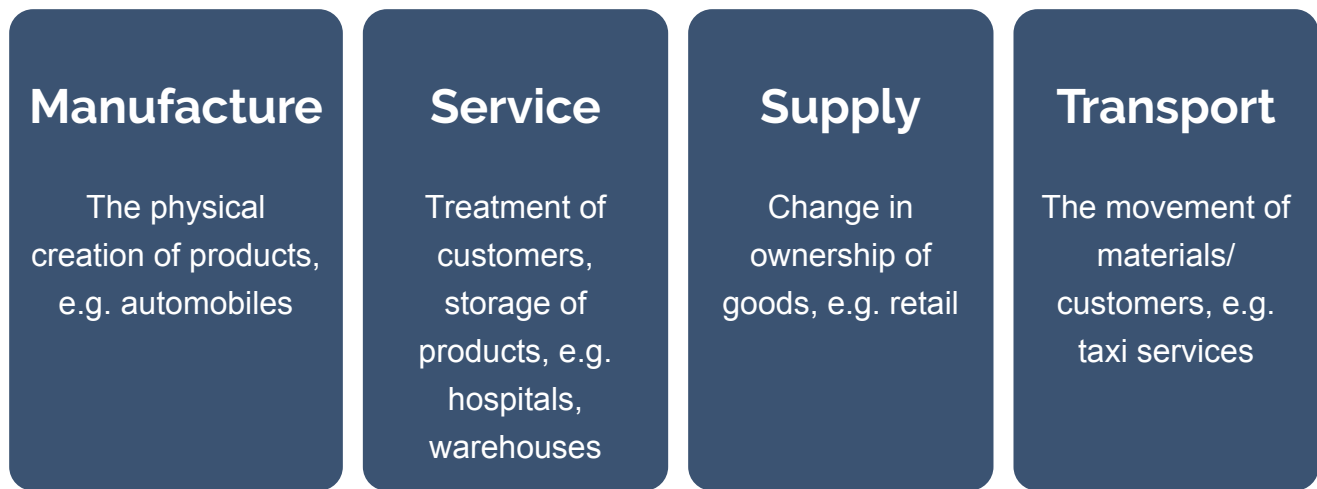 Manufacture
The physical
creation of products,
e.g. automobiles
Service
Treatment of
customers,
storage of
products, e.g.
hospitals,
warehouses
Supply
Change in
ownership of
goods, e.g. retail
Transport
The movement of
materials/
customers, e.g.
taxi services